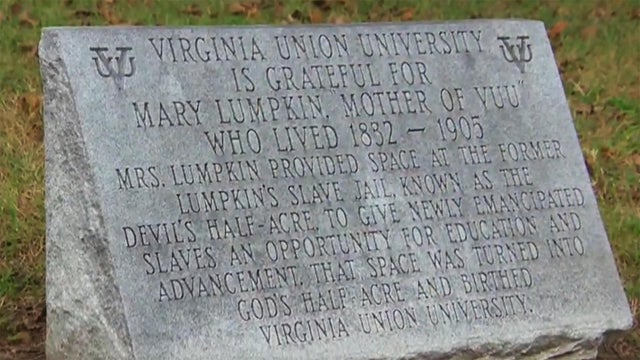 VU VIRGINIA UNION UNIVERSITY VU
IS GRATEFUL FOR
MARY LUMPKIN, "MOTHER OF VUU"
WHO LIVED 1832 – 1905
MRS. LUMPKIN PROVIDED SPACE AT THE FORMER
LUMPKIN'S SLAVE JAIL, KNOWN AS THE
DEVIL'S HALF-ACRE, TO GIVE NEWLY EMANCIPATED
SLAVES AN OPPORTUNITY FOR EDUCATION AND
ADVANCEMENT. THAT SPACE WAS TURNED INTO
GOD'S HALF-ACRE AND BIRTHED
VIRGINIA UNION UNIVERSITY.